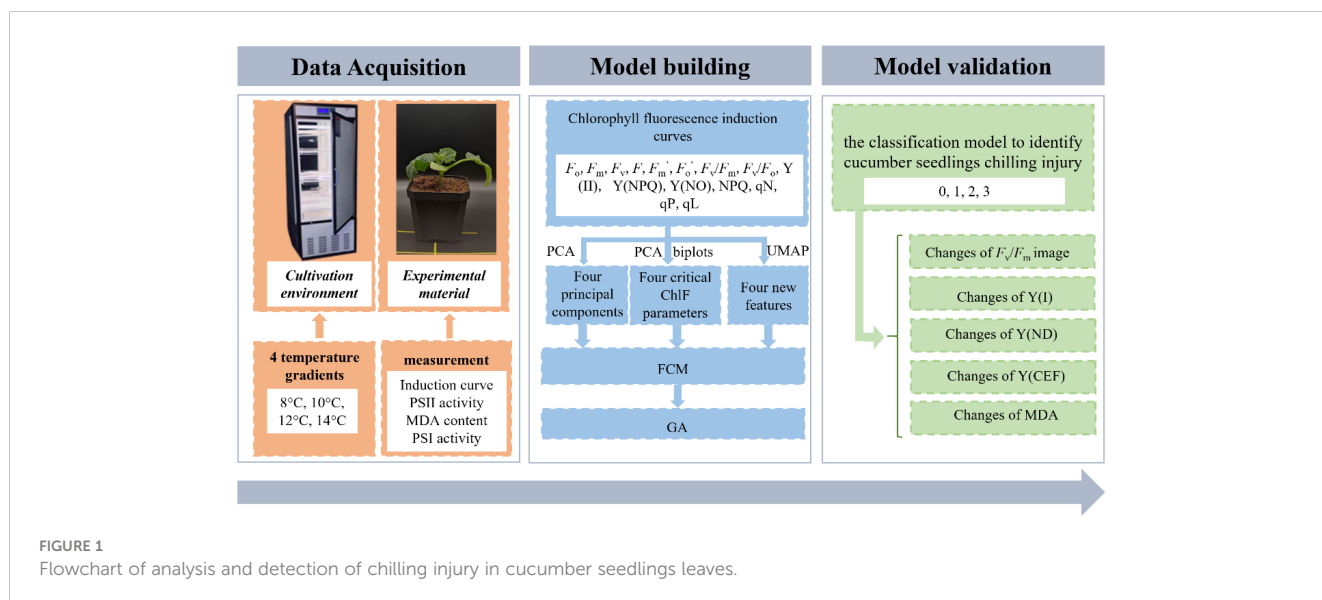 Data Acquisition
Cultivation
environment
Experimental
material
4 temperature
gradients
8°C, 10°C,
12°C, 14°C
measurement
Induction curve
PSII activity
MDA content
PSI activity
Model building
Chlorophyll fluorescence induction
curves
Fo, Fm, Fv, F, Fm', Fo', Fv/Fm, Fv/Fo, Y
(II), Y(NPQ), Y(NO), NPQ, qN,
qP, qL
PCA
PCA biplots
UMAP
Four
principal
components
Four critical
ChlF
parameters
Four new
features
FCM
GA
Model validation
the classification model to identify
cucumber seedlings chilling injury
0, 1, 2, 3
Changes of Fv/Fm image
Changes of Y(I)
Changes of Y(ND)
Changes of Y(CEF)
Changes of MDA
FIGURE 1
Flowchart of analysis and detection of chilling injury in cucumber seedlings leaves.